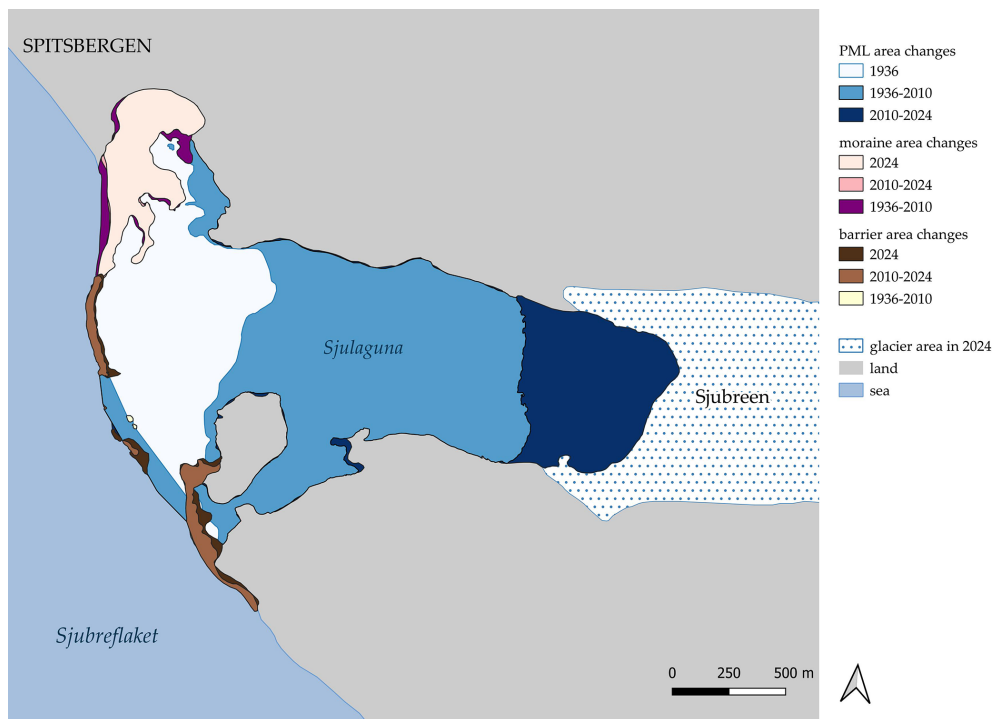 SPITSBERGEN
Sjulaguna
Sjubreen
Sjubreflaket
0 250 500 m
PML area changes
1936
1936-2010
2010-2024
moraine area changes
2024
2010-2024
1936-2010
barrier area changes
2024
2010-2024
1936-2010
glacier area in 2024
land
sea